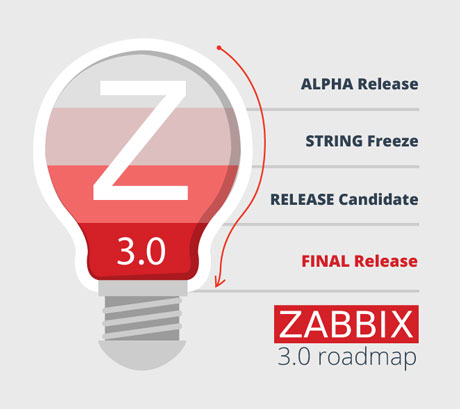 Z
3.0
ALPHA Release
STRING Freeze
RELEASE Candidate
FINAL Release
ZABBIX
3.0 roadmap